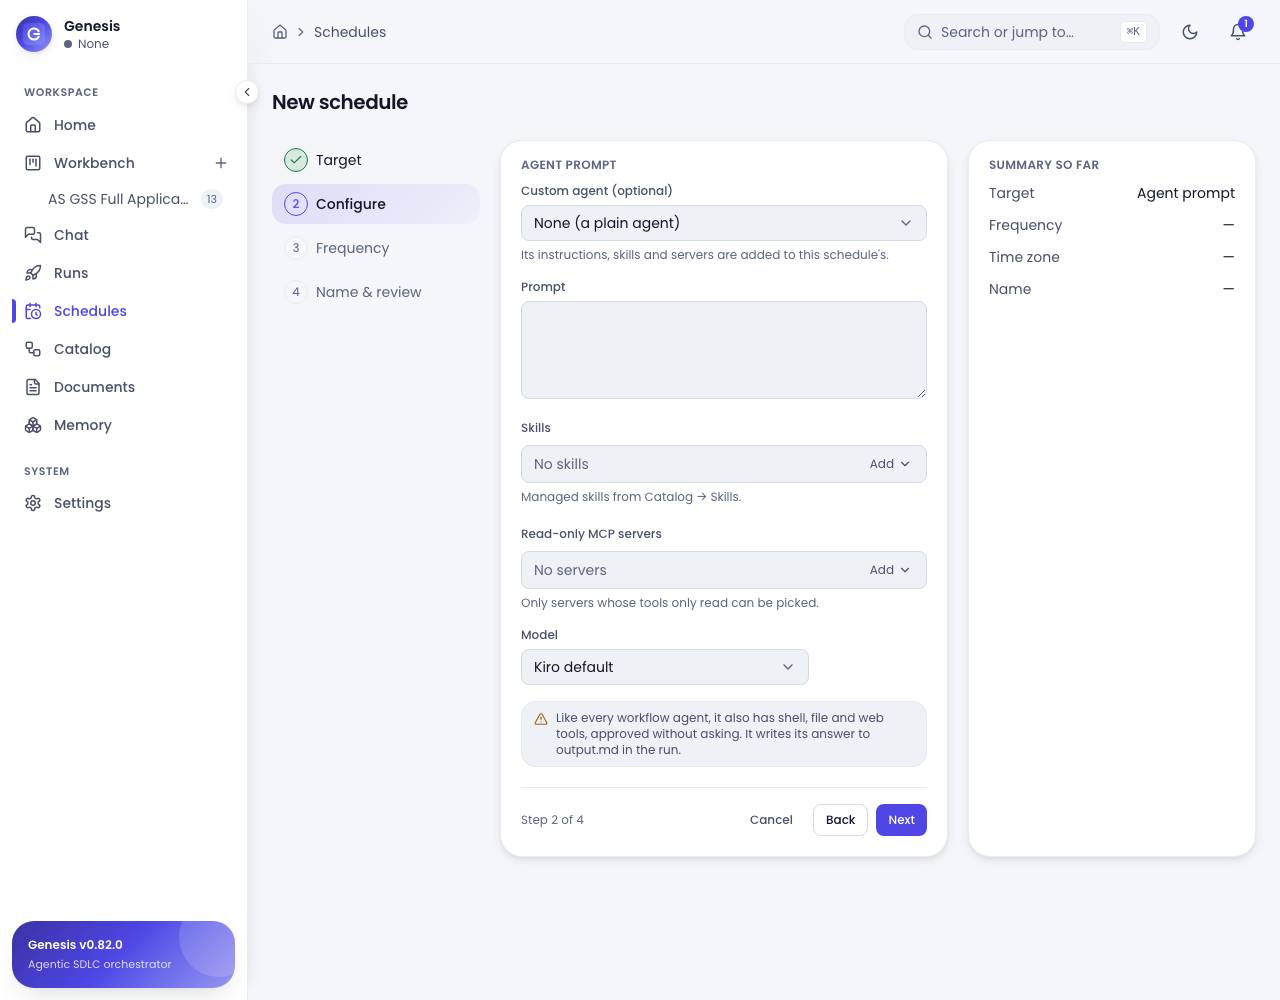 Genesis
None
WORKSPACE
Home
Workbench
AS GSS Full Applica...
13
Chat
Runs
Schedules
Catalog
Documents
Memory
SYSTEM
Settings
Genesis v0.82.0
Agentic SDLC orchestrator
Schedules
Search or jump to...
⌘K
1
New schedule
Target
2 Configure
3 Frequency
4 Name & review
AGENT PROMPT
Custom agent (optional)
None (a plain agent)
Its instructions, skills and servers are added to this schedule's.
Prompt
Skills
No skills
Add
Managed skills from Catalog → Skills.
Read-only MCP servers
No servers
Add
Only servers whose tools only read can be picked.
Model
Kiro default
Like every workflow agent, it also has shell, file and web
tools, approved without asking. It writes its answer to
output.md in the run.
Step 2 of 4
Cancel
Back
Next
SUMMARY SO FAR
Target Agent prompt
Frequency —
Time zone —
Name —